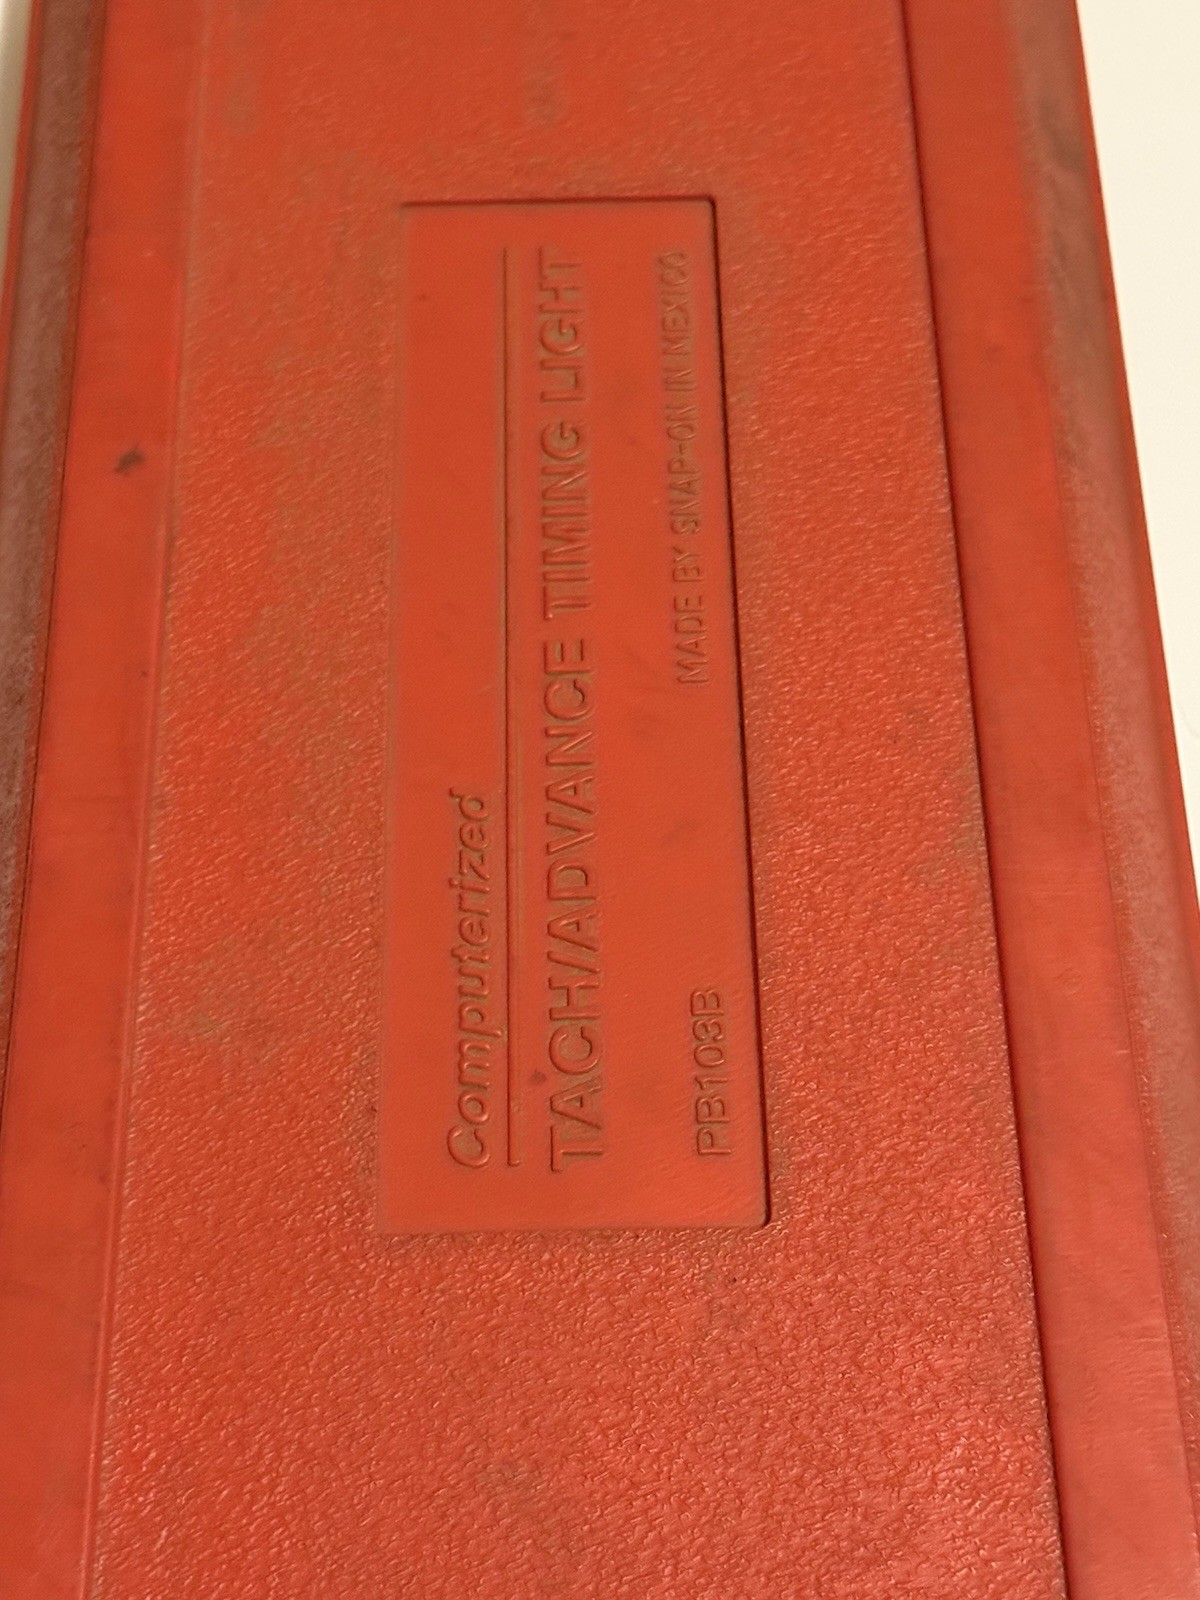 Computerized
TACH/ADVANCE TIMING LIGHT
PB103B MADE BY SNAP-ON IN MEXICO